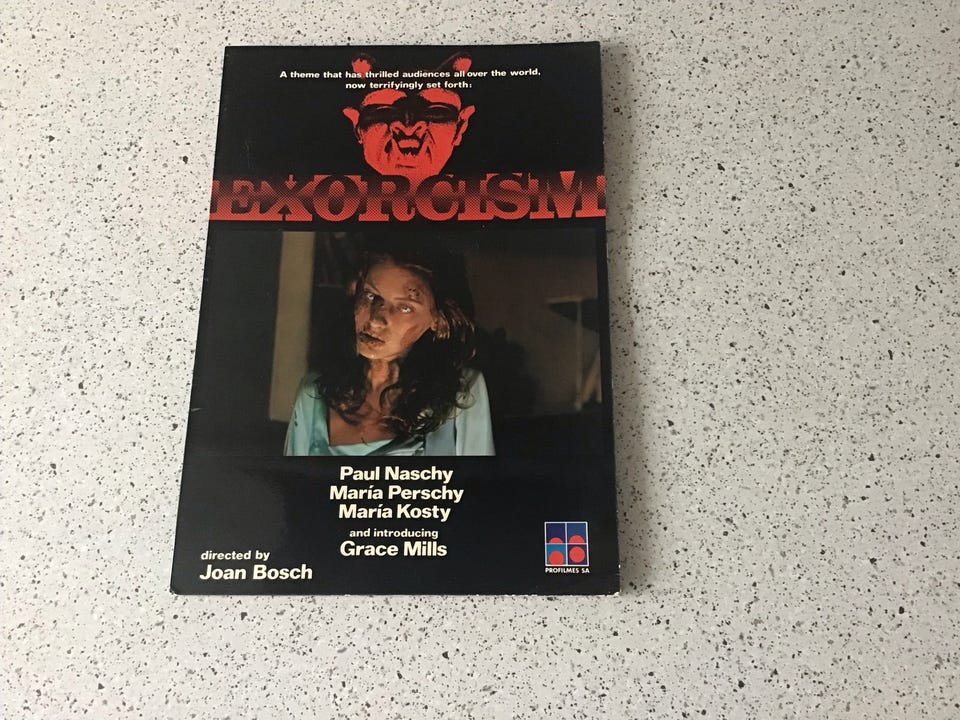 A theme that has thrilled audiences all over the world,
now terrifyingly set forth:
EXORCISM
Paul Naschy
María Perschy
María Kosty
and introducing
Grace Mills
directed by
Joan Bosch
PROFILMES SA